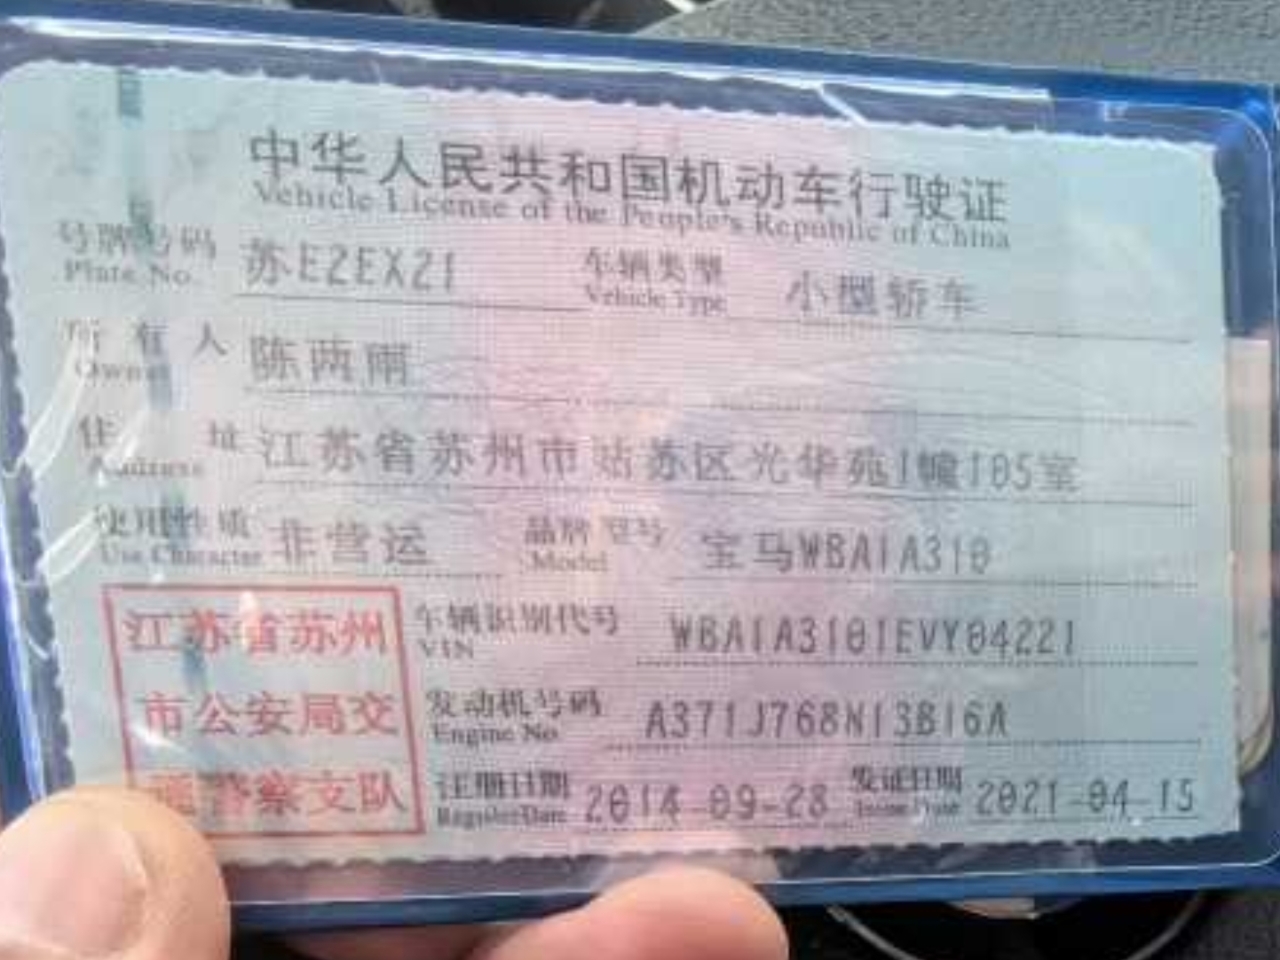 中华人民共和国机动车行驶证
Vehicle License of the People's Republic of China
号牌号码 苏E2EX21 车辆类型 小型轿车
Plate No. Vehicle Type
所有人 陈两雨
Owner
住址 江苏省苏州市姑苏区光华苑1幢105室
Address
使用性质 非营运 品牌型号 宝马WBA1A310
Use Character Model
江苏省苏州
市公安局交
通警察支队
车辆识别代号 WBA1A3101EVY04221
VIN
发动机号码 A371J768N13B16A
Engine No.
注册日期 2014-09-28 发证日期 2021-04-15
Register Date Issue Date